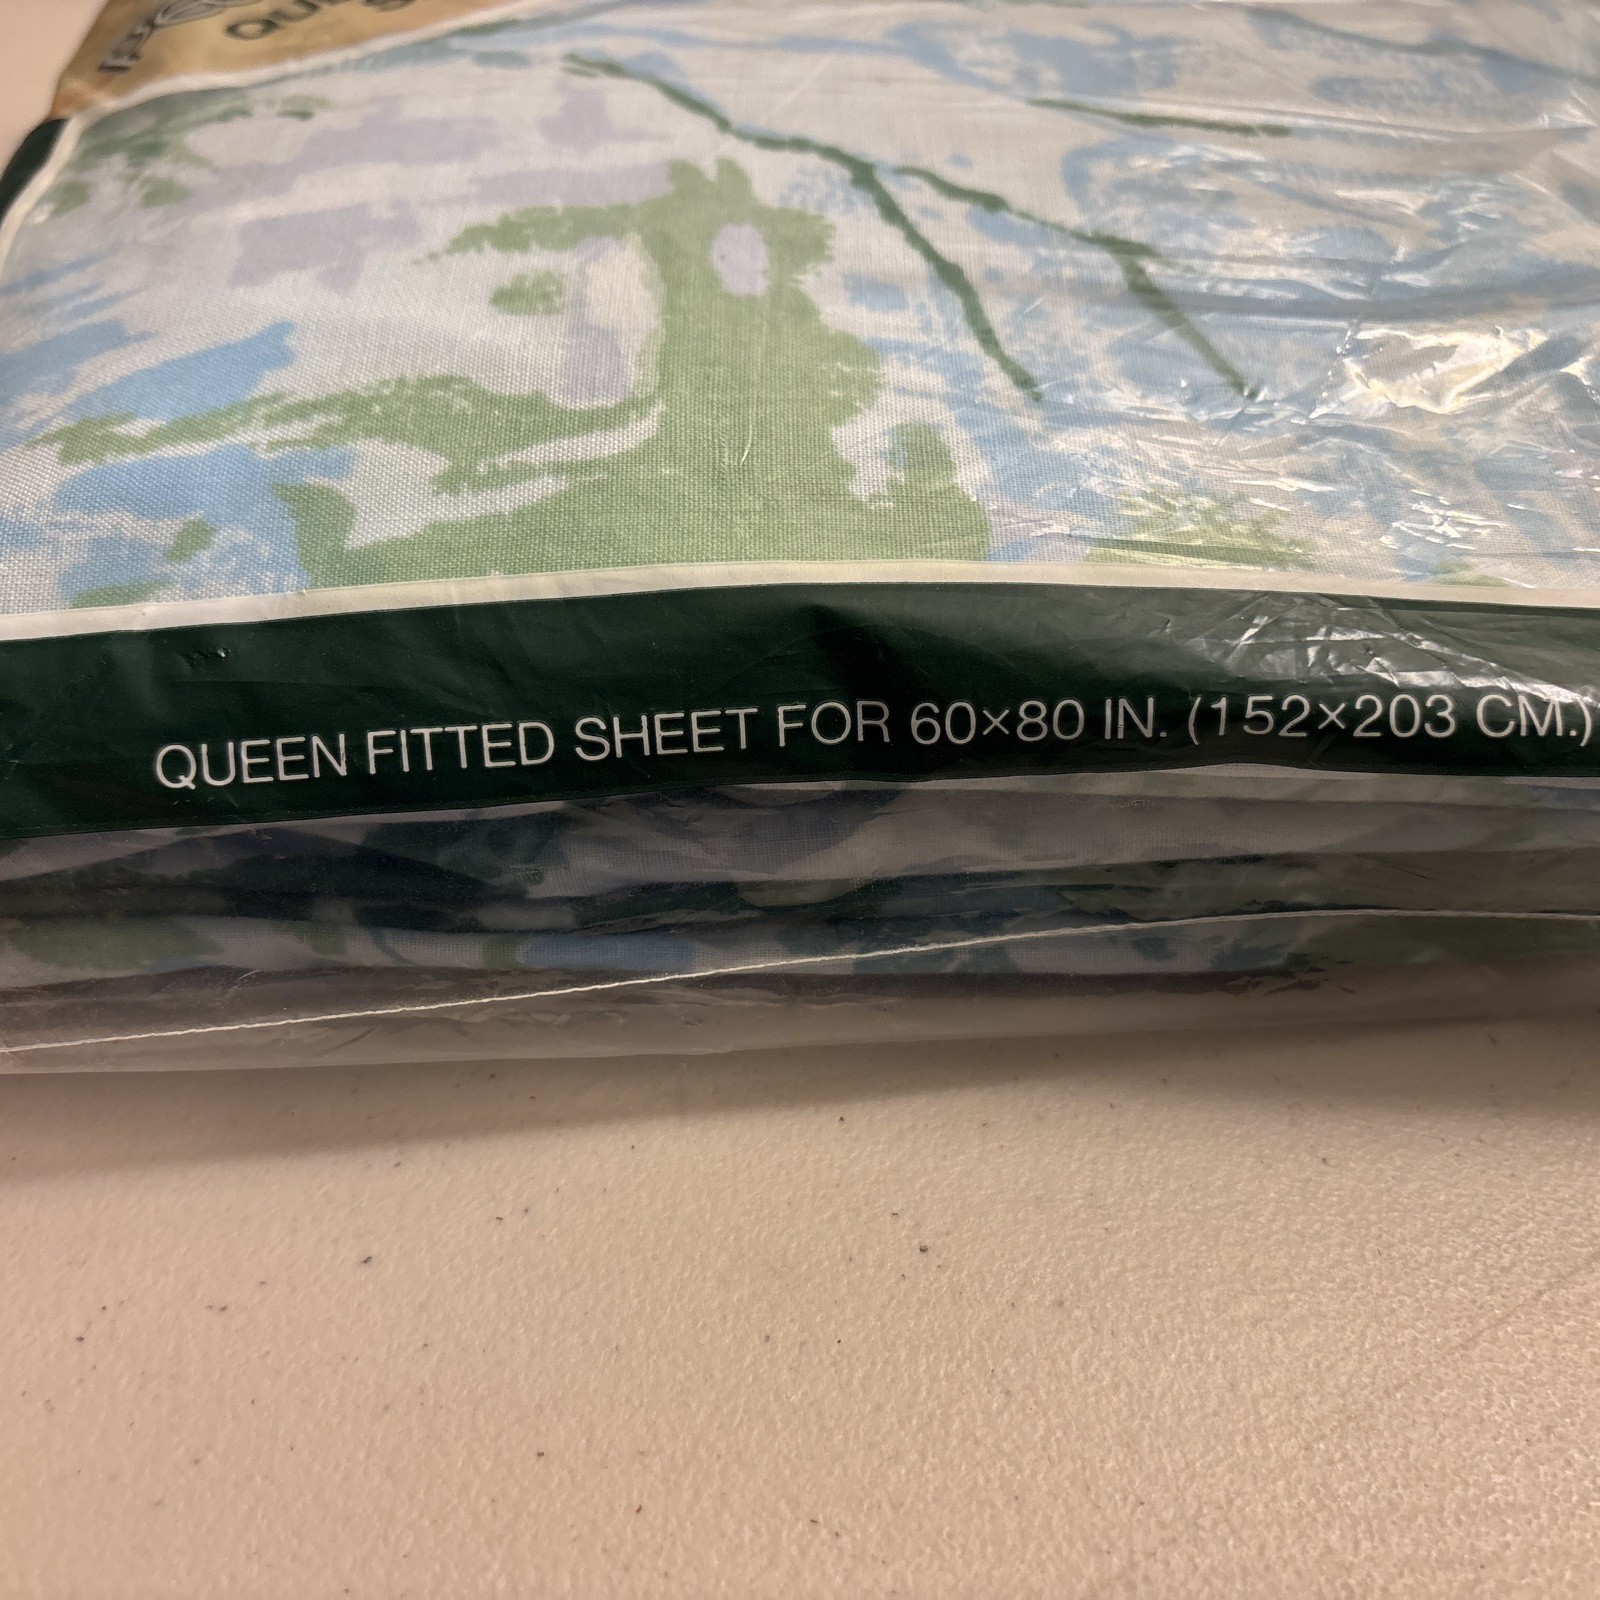 QUEEN FITTED SHEET FOR 60×80 IN. (152×203 CM.)